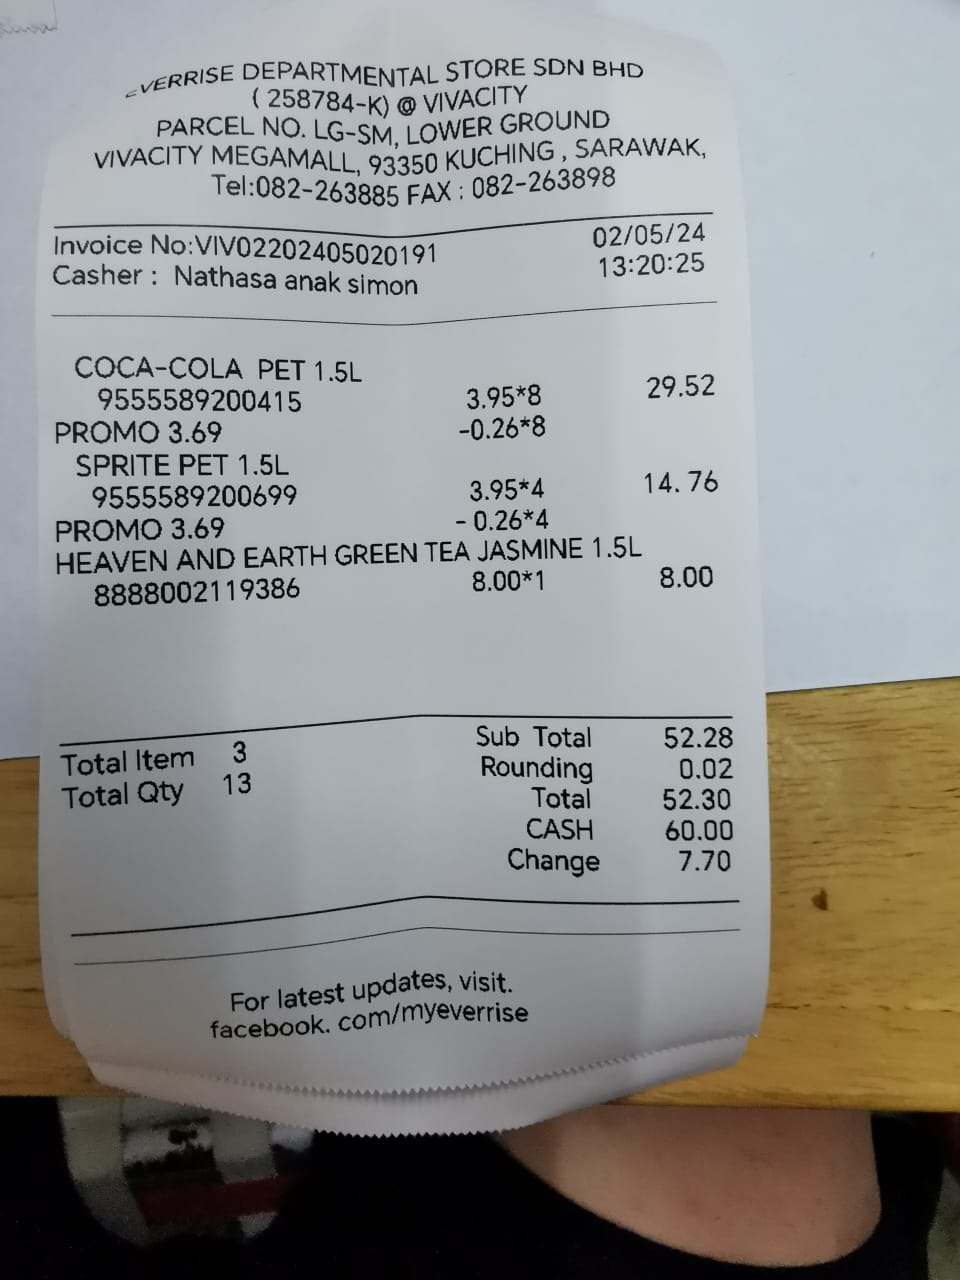 EVERRISE DEPARTMENTAL STORE SDN BHD
( 258784-K) @ VIVACITY
PARCEL NO. LG-SM, LOWER GROUND
VIVACITY MEGAMALL, 93350 KUCHING , SARAWAK,
Tel:082-263885 FAX : 082-263898
Invoice No:VIV02202405020191 02/05/24
Casher : Nathasa anak simon 13:20:25
COCA-COLA PET 1.5L
9555589200415 3.95*8 29.52
PROMO 3.69 -0.26*8
SPRITE PET 1.5L
9555589200699 3.95*4 14. 76
PROMO 3.69 - 0.26*4
HEAVEN AND EARTH GREEN TEA JASMINE 1.5L
8888002119386 8.00*1 8.00
Total Item 3 Sub Total 52.28
Total Qty 13 Rounding 0.02
Total 52.30
CASH 60.00
Change 7.70
For latest updates, visit.
facebook. com/myeverrise